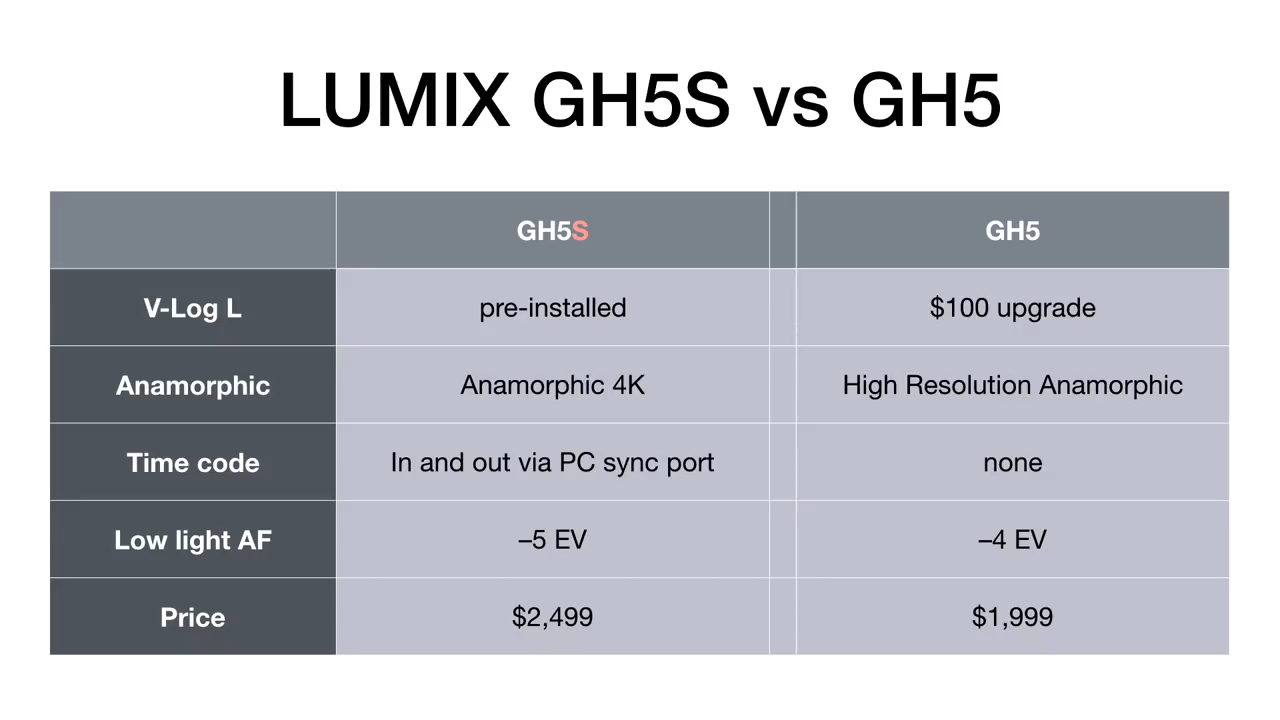 LUMIX GH5S vs GH5
GH5S GH5
V-Log L pre-installed $100 upgrade
Anamorphic Anamorphic 4K High Resolution Anamorphic
Time code In and out via PC sync port none
Low light AF –5 EV –4 EV
Price $2,499 $1,999